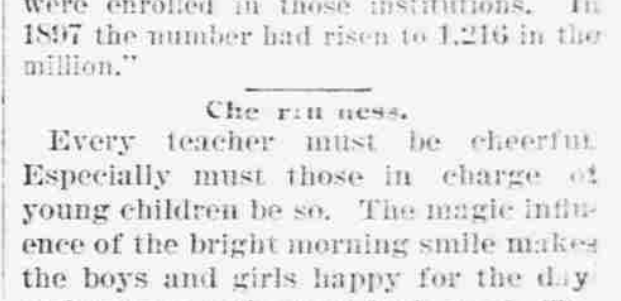 were enrolled in those institutions. In
1897 the number had risen to 1,216 in the
million."
Cheerfulness.
Every teacher must be cheerful.
Especially must those in charge of
young children be so. The magic influ-
ence of the bright morning smile makes
the boys and girls happy for the day